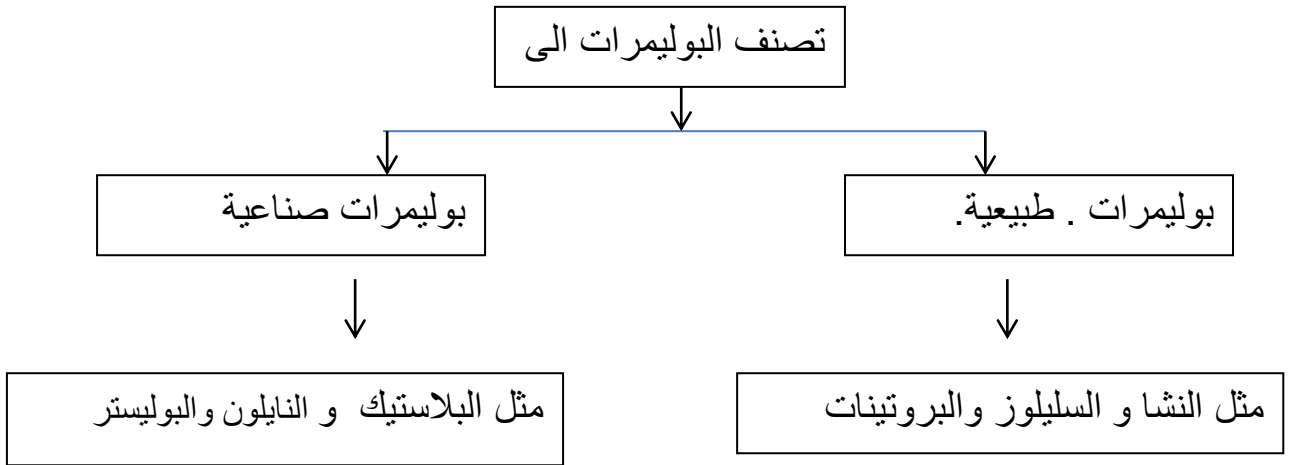 تصنف البوليمرات الى
بوليمرات . طبيعية.
بوليمرات صناعية
مثل النشا و السليلوز والبروتينات
مثل البلاستيك و النايلون والبوليستر